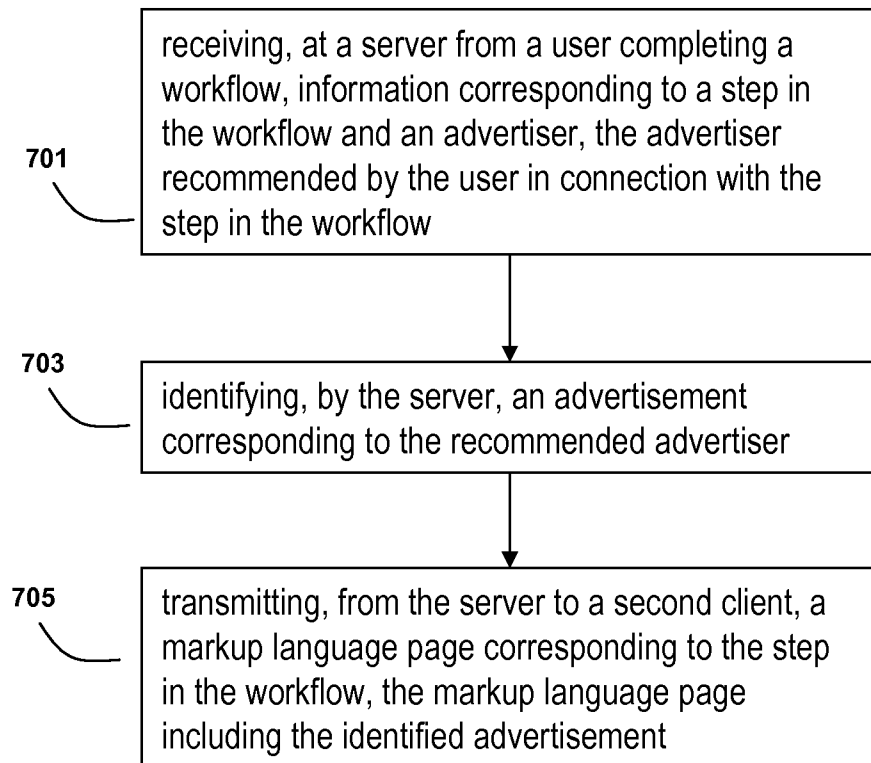 701
receiving, at a server from a user completing a
workflow, information corresponding to a step in
the workflow and an advertiser, the advertiser
recommended by the user in connection with the
step in the workflow
703
identifying, by the server, an advertisement
corresponding to the recommended advertiser
705
transmitting, from the server to a second client, a
markup language page corresponding to the step
in the workflow, the markup language page
including the identified advertisement